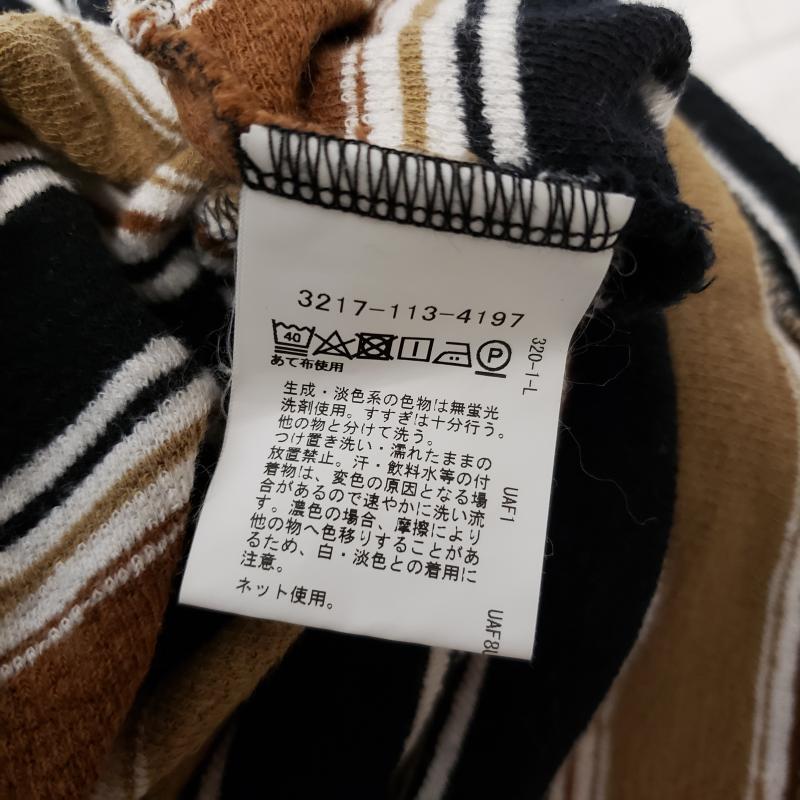 3217-113-4197
40
P
あて布使用
生成・淡色系の色物は無蛍光
洗剤使用。すすぎは十分行う。
他の物と分けて洗う。
つけ置き洗い・濡れたままの
放置禁止。汗・飲料水等の付
着物は、変色の原因となる場
合があるので速やかに洗い流
す。濃色の場合、摩擦により
他の物へ色移りすることがあ
るため、白・淡色との着用に
注意。
ネット使用。
320-1-L
UAF1